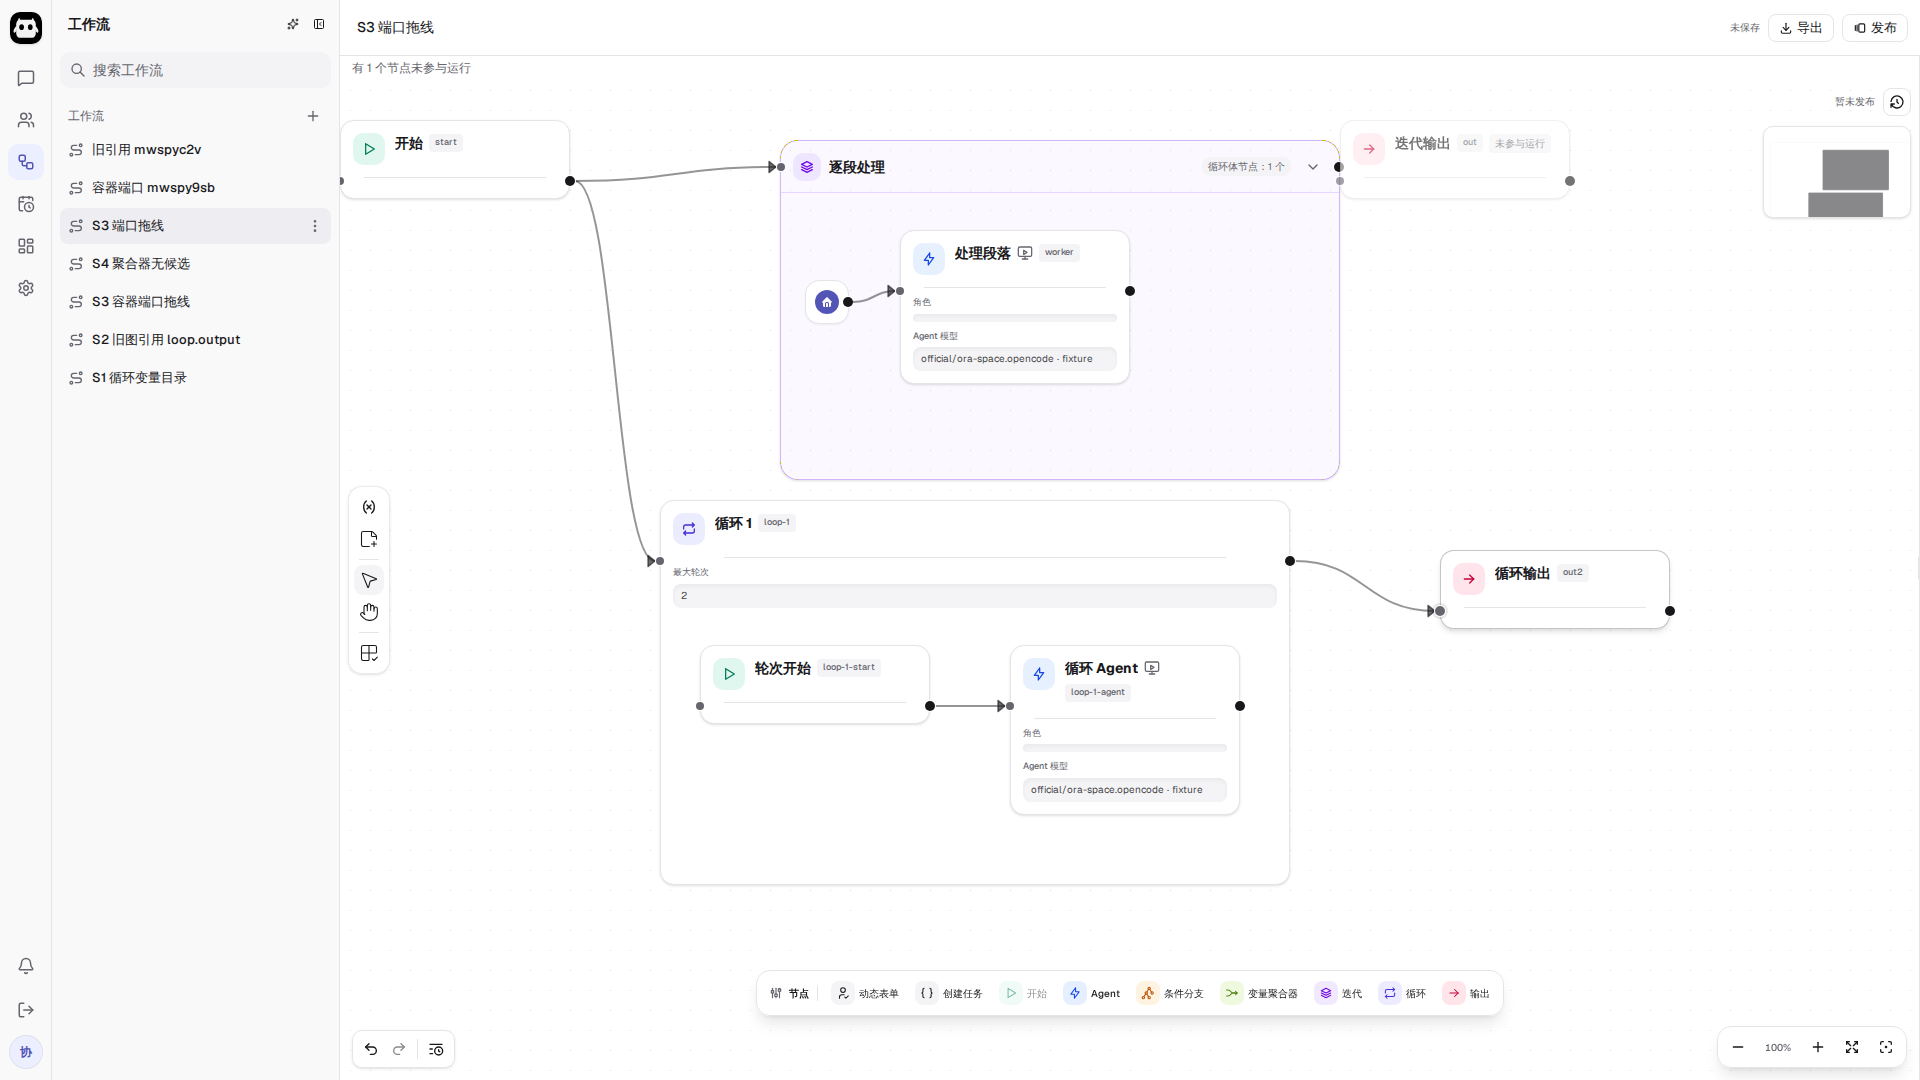 工作流
搜索工作流
工作流
旧引用 mwspyc2v
容器端口 mwspy9sb
S3 端口拖线
S4 聚合器无候选
S3 容器端口拖线
S2 旧图引用 loop.output
S1 循环变量目录
协
S3 端口拖线
未保存
导出
发布
有 1 个节点未参与运行
暂未发布
开始 start
逐段处理
循环体节点：1 个
迭代输出 out 未参与运行
处理段落 worker
角色
Agent 模型
official/ora-space.opencode · fixture
循环 1 loop-1
最大轮次
2
循环输出 out2
轮次开始 loop-1-start
循环 Agent
loop-1-agent
角色
Agent 模型
official/ora-space.opencode · fixture
节点 动态表单 创建任务 开始 Agent 条件分支 变量聚合器 迭代 循环 输出
100%